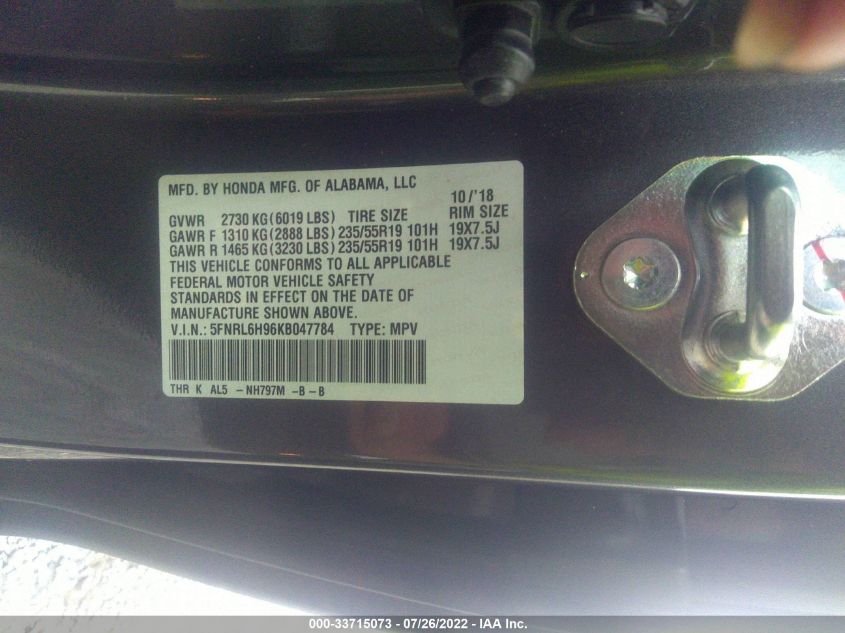 MFD. BY HONDA MFG. OF ALABAMA, LLC
10/'18
GVWR 2730 KG(6019 LBS) TIRE SIZE RIM SIZE
GAWR F 1310 KG(2888 LBS) 235/55R19 101H 19X7.5J
GAWR R 1465 KG(3230 LBS) 235/55R19 101H 19X7.5J
THIS VEHICLE CONFORMS TO ALL APPLICABLE
FEDERAL MOTOR VEHICLE SAFETY
STANDARDS IN EFFECT ON THE DATE OF
MANUFACTURE SHOWN ABOVE.
V.I.N.: 5FNRL6H96KB047784 TYPE: MPV
THR K AL5 -NH797M -B-B
000-33715073 - 07/26/2022 - IAA Inc.